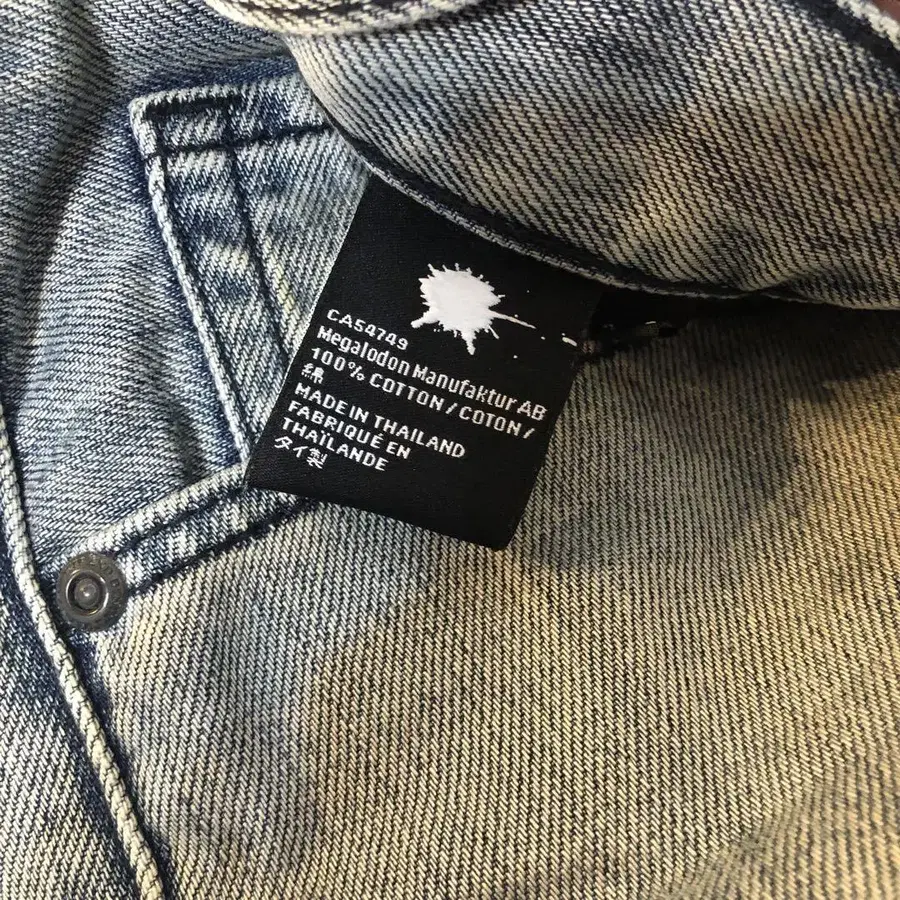 CA54749
Megalodon Manufaktur AB
100% COTTON / COTON /
綿
MADE IN THAILAND
FABRIQUÉ EN
THAÏLANDE
タイ製